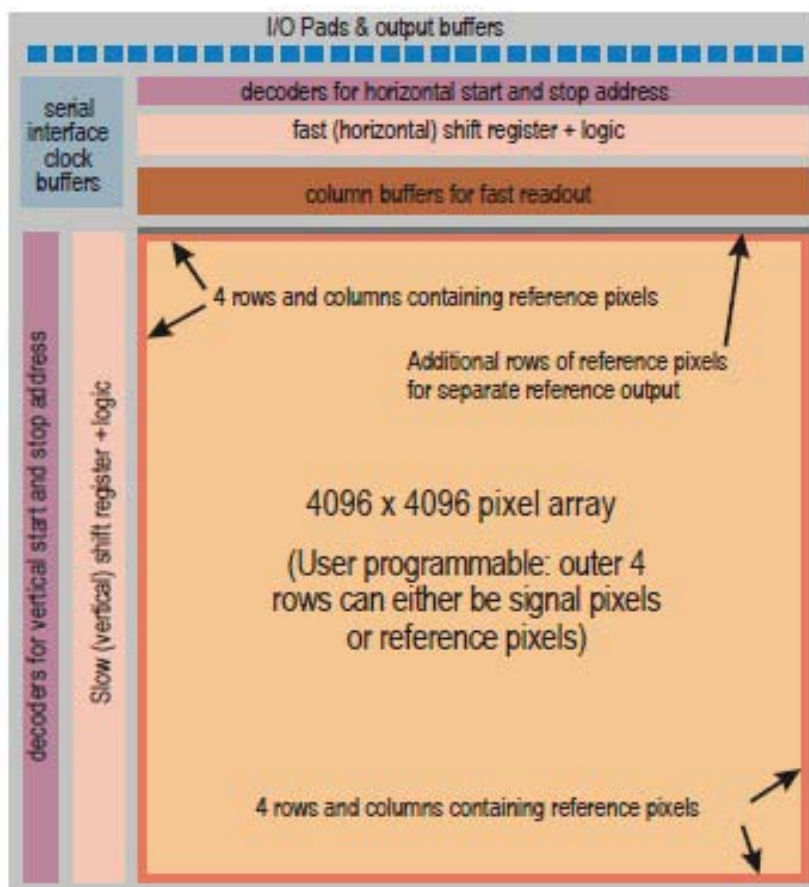 I/O Pads & output buffers
serial
interface
clock
buffers
decoders for horizontal start and stop address
fast (horizontal) shift register + logic
column buffers for fast readout
decoders for vertical start and stop address
Slow (vertical) shift register + logic
4 rows and columns containing reference pixels
Additional rows of reference pixels
for separate reference output
4096 x 4096 pixel array
(User programmable: outer 4
rows can either be signal pixels
or reference pixels)
4 rows and columns containing reference pixels